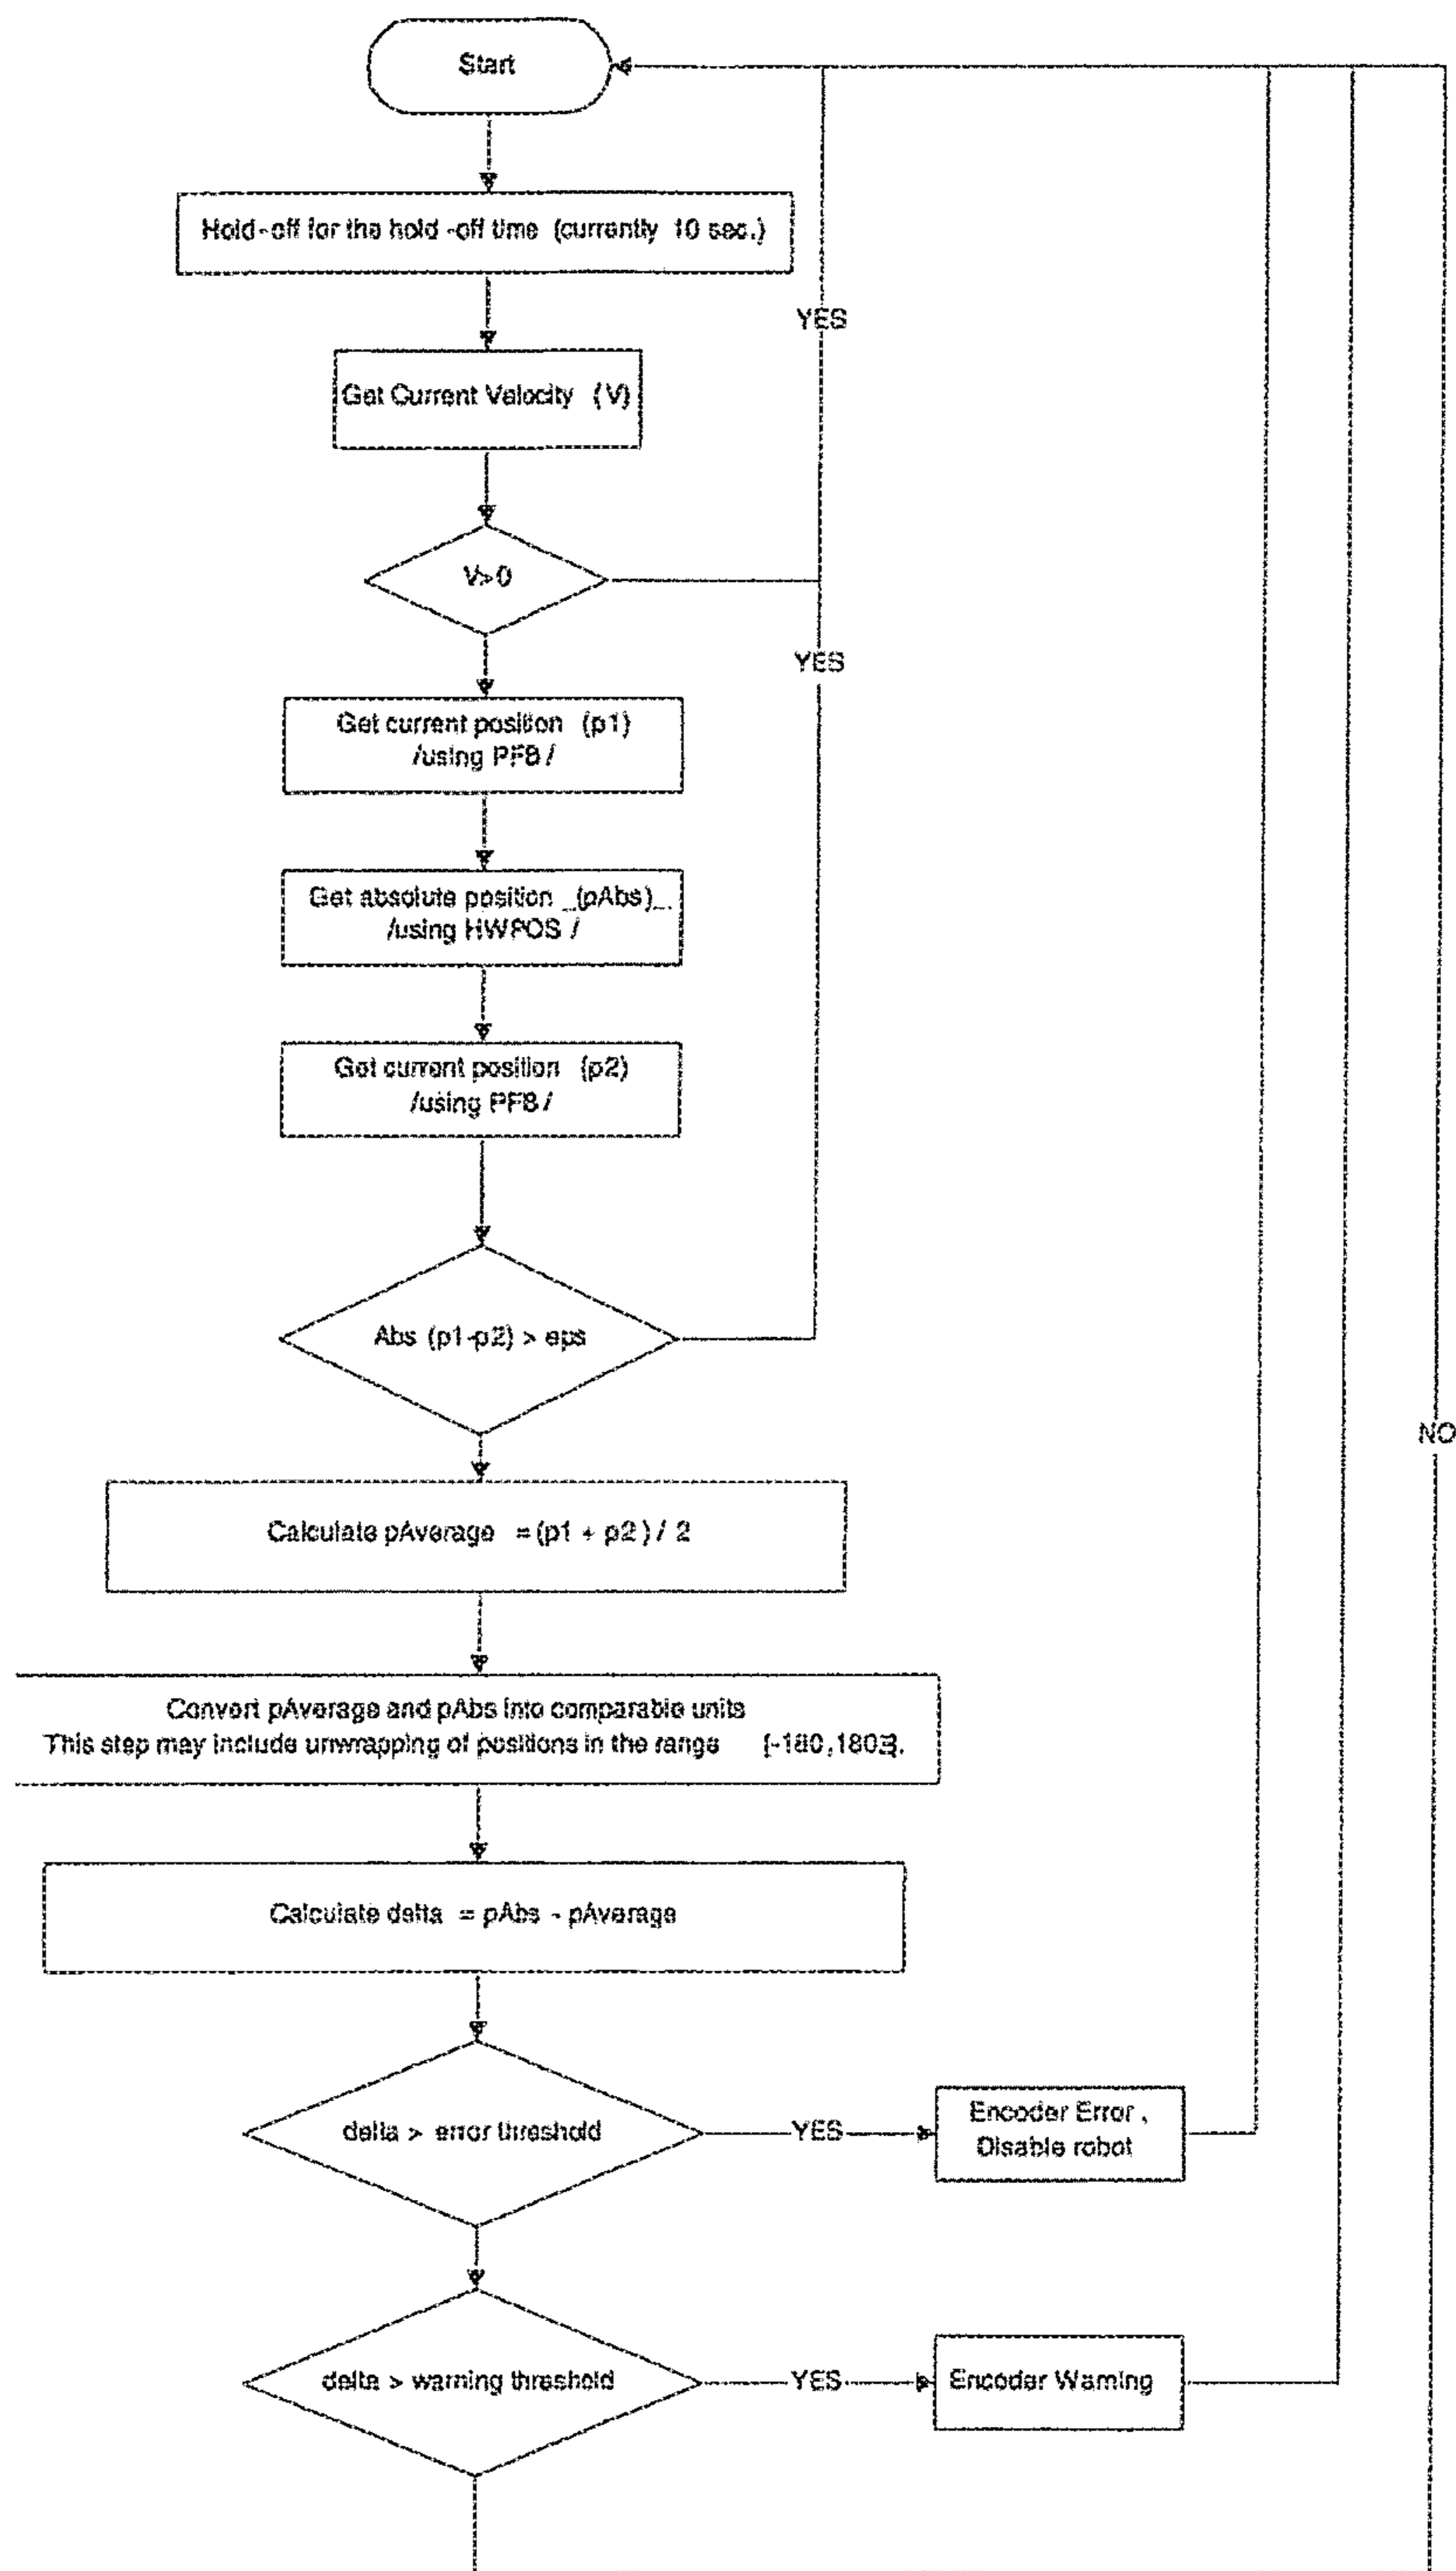 Start
Hold-off for the hold-off time (currently 10 sec.)
YES
Get Current Velocity (V)
V>0
YES
Get current position (p1)
/using PFB/
Get absolute position _(pAbs)_.
/using HWPOS/
Get current position (p2)
/using PFB/
Abs (p1-p2) > eps
NO
Calculate pAverage = (p1 + p2) / 2
Convert pAverage and pAbs into comparable units
This step may include unwrapping of positions in the range
Calculate delta = pAbs - pAverage
delta > error threshold
YES
Encoder Error,
Disable robot
delta > warning threshold
YES
Encoder Warning